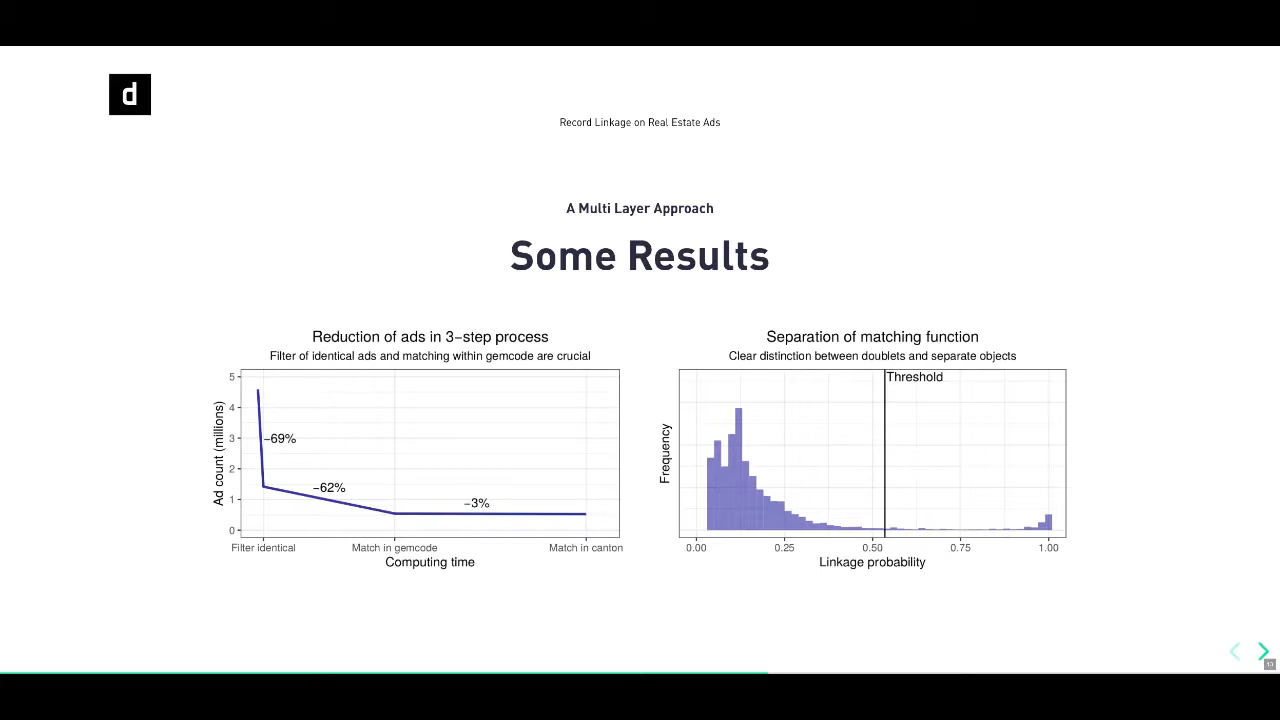 d
Record Linkage on Real Estate Ads
A Multi Layer Approach
Some Results
Reduction of ads in 3−step process
Filter of identical ads and matching within gemcode are crucial
Ad count (millions)
5
4
3
2
1
0
−69%
−62%
−3%
Filter identical
Match in gemcode
Match in canton
Computing time
Separation of matching function
Clear distinction between doublets and separate objects
Frequency
Threshold
0.00
0.25
0.50
0.75
1.00
Linkage probability